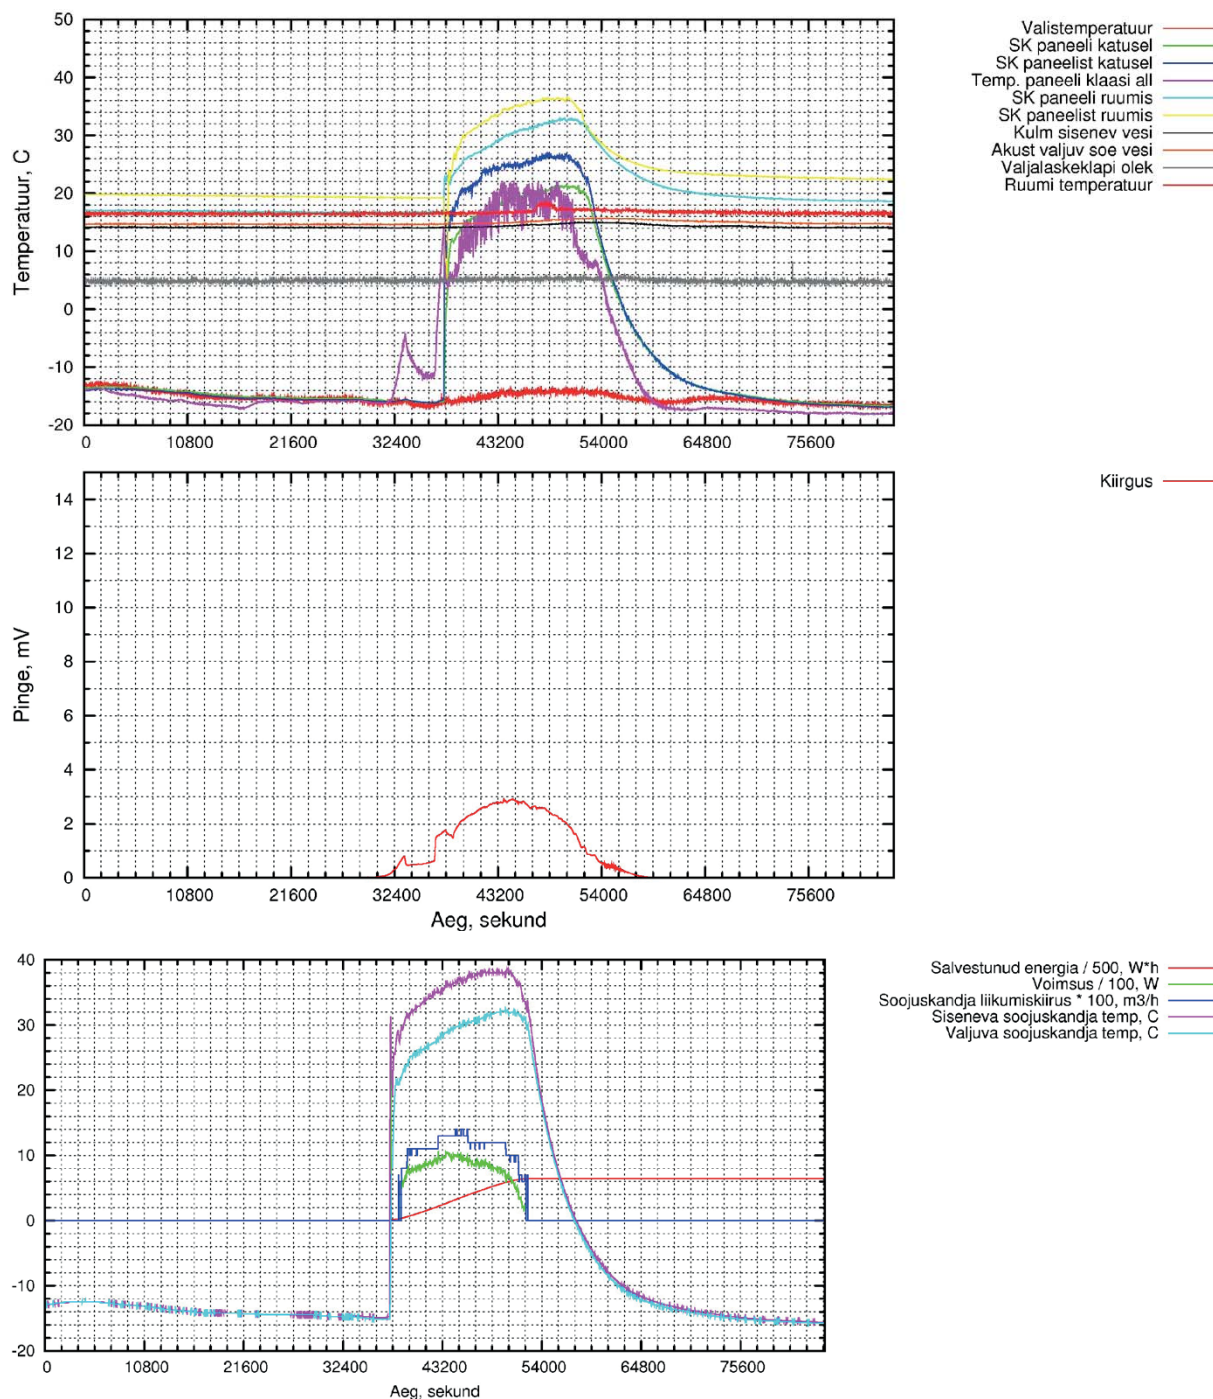 50
40
30
20
10
0
-10
-20
Temperatuur, C
0 10800 21600 32400 43200 54000 64800 75600
Valistemperatuur
SK paneeli katusel
SK paneelist katusel
Temp. paneeli klaasi all
SK paneeli ruumis
SK paneelist ruumis
Kulm sisenev vesi
Akust valjuv soe vesi
Valjalaskeklapi olek
Ruumi temperatuur
14
12
10
8
6
4
2
0
Pinge, mV
0 10800 21600 32400 43200 54000 64800 75600
Aeg, sekund
Kiirgus
40
30
20
10
0
-10
-20
0 10800 21600 32400 43200 54000 64800 75600
Aeg, sekund
Salvestunud energia / 500, W*h
Voimsus / 100, W
Soojuskandja liikumiskiirus * 100, m3/h
Siseneva soojuskandja temp, C
Valjuva soojuskandja temp, C